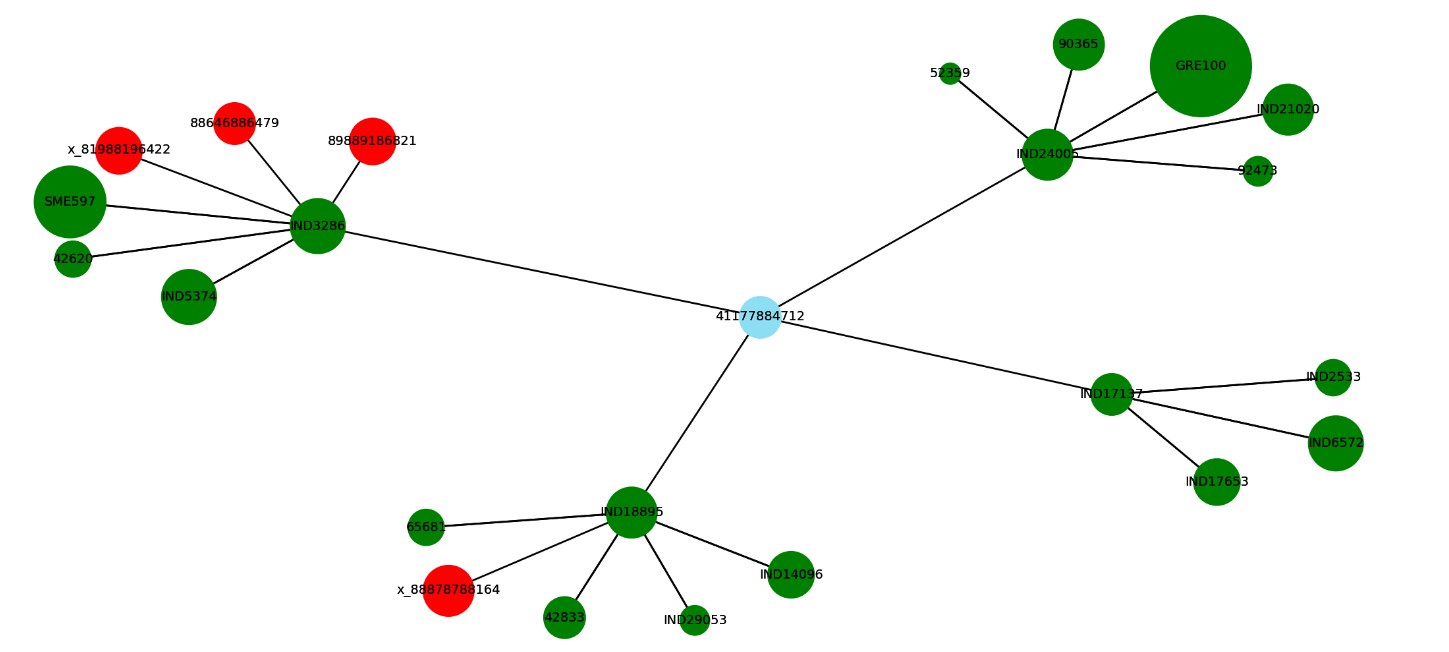 90365
GRE100
52359
IND21020
88646886479
89889186821
x_81988196422
IND24005
92473
SME597
IND3286
42620
IND5374
41177884712
IND2533
IND17137
IND6572
IND17653
IND18895
65681
IND14096
x_88878788164
42833
IND29053